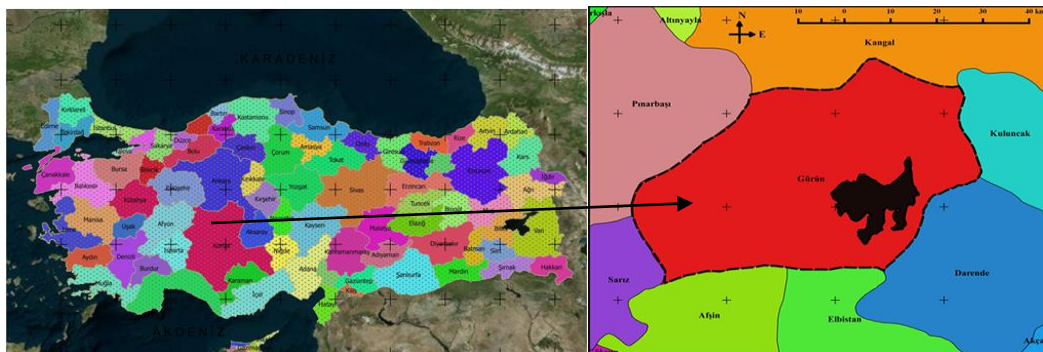 KARADENİZ
Kırklareli
Edirne
Tekirdağ
İstanbul
Sakarya
Düzce
Bolu
Bartın
Karabük
Kastamonu
Sinop
Samsun
Çankırı
Çorum
Amasya
Tokat
Ordu
Giresun
Gümüşhane
Trabzon
Rize
Artvin
Ardahan
Kars
Iğdır
Ağrı
Erzurum
Erzincan
Sivas
Yozgat
Kırıkkale
Kırşehir
Ankara
Eskişehir
Bilecik
Bursa
Çanakkale
Balıkesir
Kütahya
Manisa
Uşak
Afyon
İzmir
Aydın
Denizli
Isparta
Burdur
Muğla
Konya
Aksaray
Niğde
Kayseri
Malatya
Tunceli
Elazığ
Bingöl
Van
Bitlis
Batman
Siirt
Şırnak
Hakkari
Mardin
Diyarbakır
Adıyaman
Şanlıurfa
Kahramanmaraş
Gaziantep
Kilis
Adana
Hatay
İçel
Karaman
AKDENİZ
Altınyayla
N
E
10 0 10 20 30 40 km
Kangal
Pınarbaşı
Kuluncak
Gürün
Sarız
Afşin
Elbistan
Darende